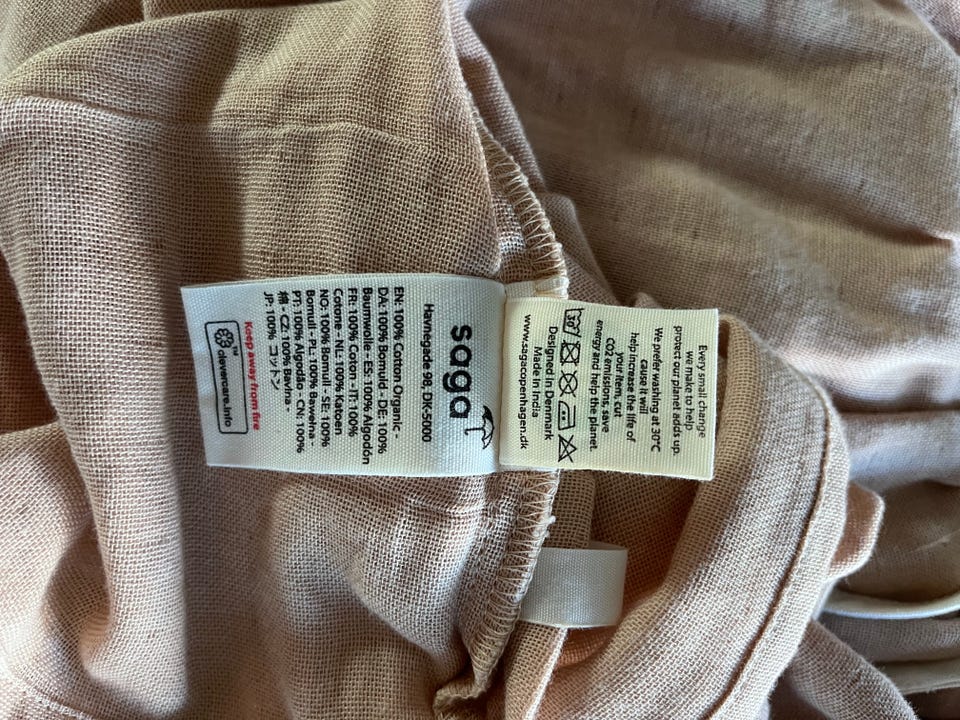 saga
Havnegade 98, DK-5000
EN: 100% Cotton Organic -
DA: 100% Bomuld - DE: 100%
Baumwolle - ES: 100% Algodón
FR: 100% Coton - IT: 100%
Cotone - NL: 100% Katoen
NO: 100% Bomull - SE: 100%
Bomull - PL: 100% Bawełna -
PT: 100% Algodão - CN: 100%
棉 - CZ: 100% Bavlna -
JP: 100% コットン
Keep away from fire
TM
clevercare.info
Every small change
we make to help
protect our planet adds up.
We prefer washing at 30°C
cause it will
help increase the life of
your item, cut
CO2 emissions, save
energy and help the planet.
Designed in Denmark
Made in India
www.sagacopenhagen.dk